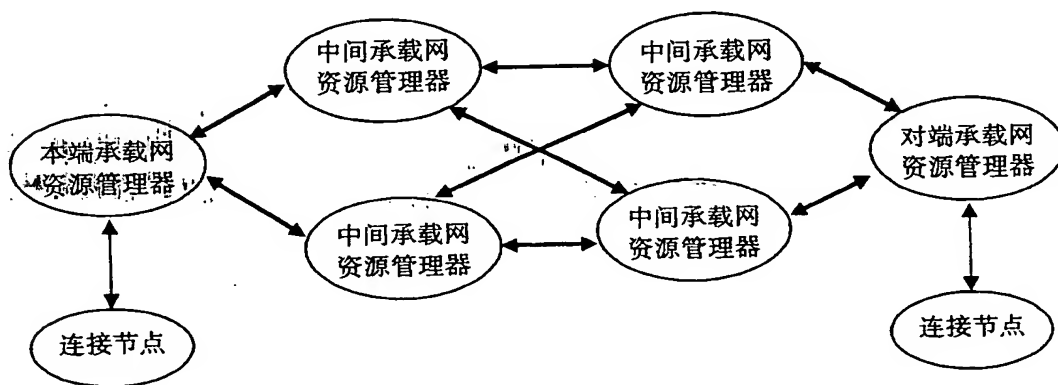 中间承载网
资源管理器
中间承载网
资源管理器
本端承载网
资源管理器
对端承载网
资源管理器
中间承载网
资源管理器
中间承载网
资源管理器
连接节点
连接节点